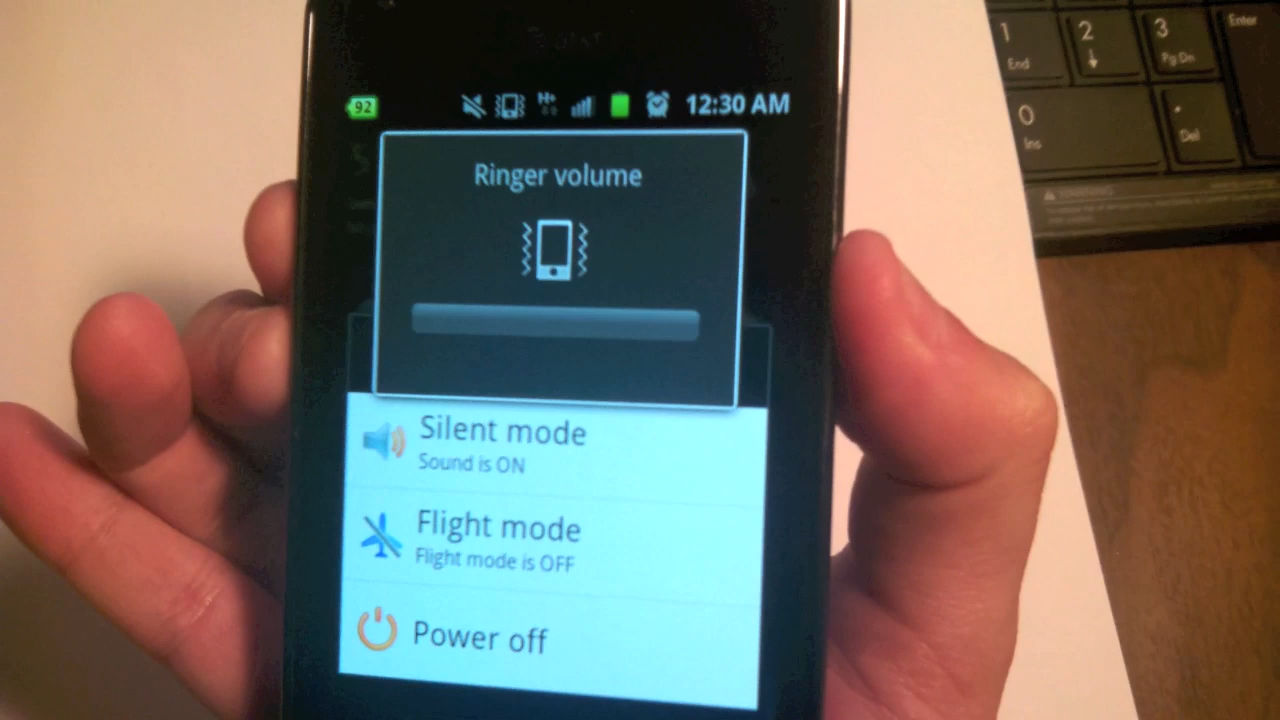 92 H+ 12:30 AM
Ringer volume
Silent mode
Sound is ON
Flight mode
Flight mode is OFF
Power off
1 End
2
3 Pg Dn
Enter
0 Ins
. Del
WARNING